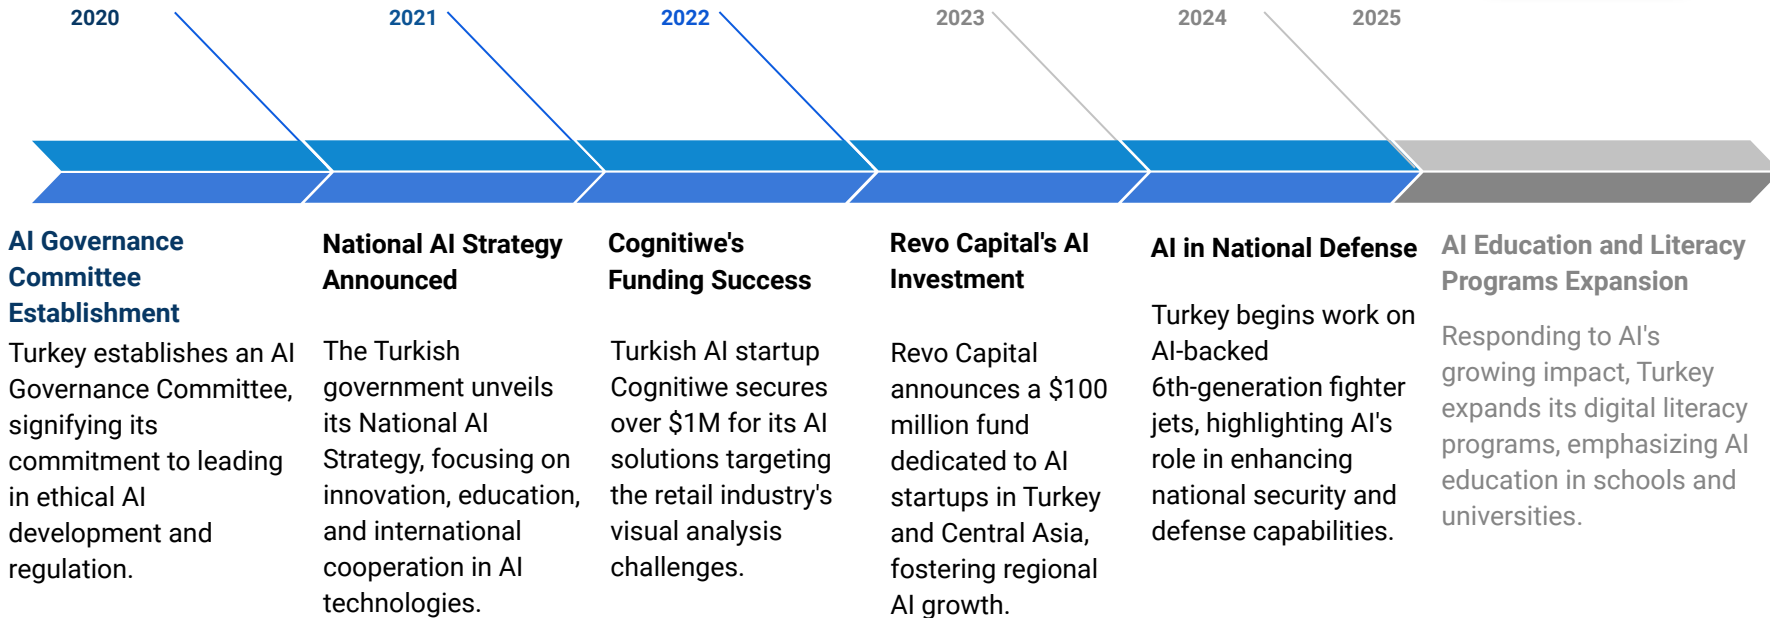 2020
2021
2022
2023
2024
2025
AI Governance
Committee
Establishment
Turkey establishes an AI
Governance Committee,
signifying its
commitment to leading
in ethical AI
development and
regulation.
National AI Strategy
Announced
The Turkish
government unveils
its National AI
Strategy, focusing on
innovation, education,
and international
cooperation in AI
technologies.
Cognitiwe's
Funding Success
Turkish AI startup
Cognitiwe secures
over $1M for its AI
solutions targeting
the retail industry's
visual analysis
challenges.
Revo Capital's AI
Investment
Revo Capital
announces a $100
million fund
dedicated to AI
startups in Turkey
and Central Asia,
fostering regional
AI growth.
AI in National Defense
Turkey begins work on
AI-backed
6th-generation fighter
jets, highlighting AI's
role in enhancing
national security and
defense capabilities.
AI Education and Literacy
Programs Expansion
Responding to AI's
growing impact, Turkey
expands its digital literacy
programs, emphasizing AI
education in schools and
universities.